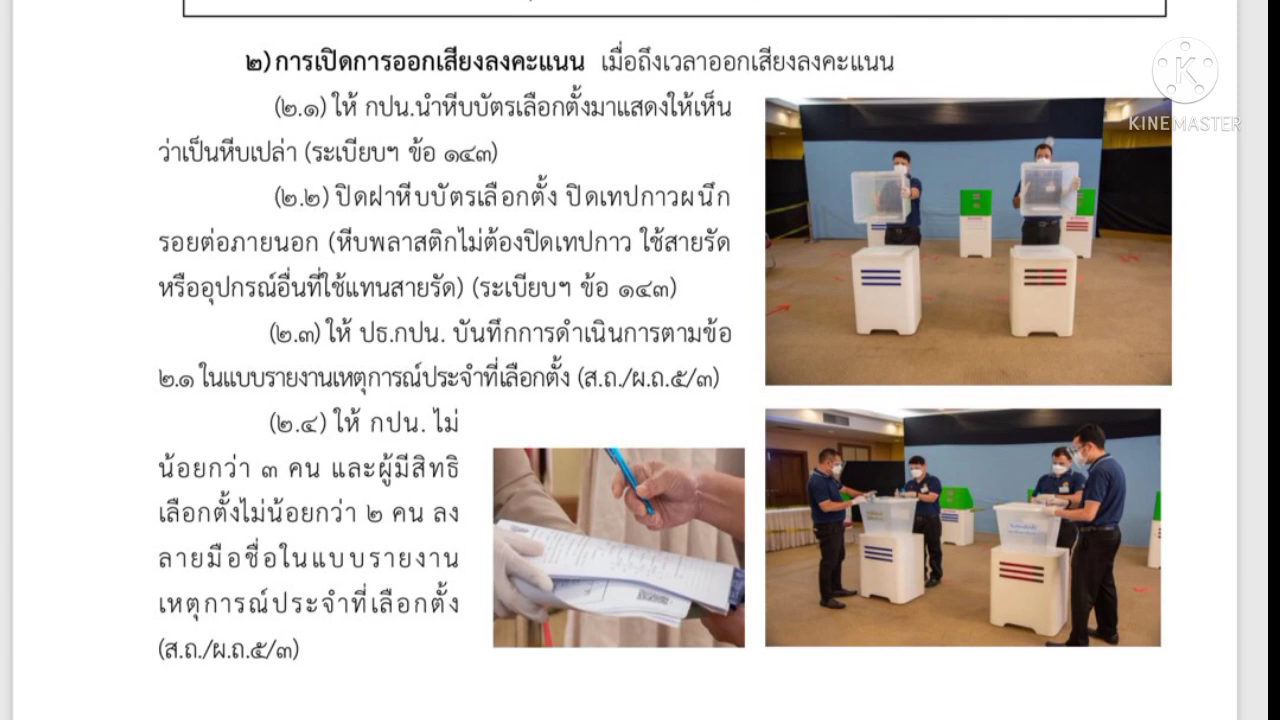 ๒) การเปิดการออกเสียงลงคะแนน เมื่อถึงเวลาออกเสียงลงคะแนน
(๒.๑) ให้ กปน.นำหีบบัตรเลือกตั้งมาแสดงให้เห็น
ว่าเป็นหีบเปล่า (ระเบียบฯ ข้อ ๑๔๓)
(๒.๒) ปิดฝาหีบบัตรเลือกตั้ง ปิดเทปกาวผนึก
รอยต่อภายนอก (หีบพลาสติกไม่ต้องปิดเทปกาว ใช้สายรัด
หรืออุปกรณ์อื่นที่ใช้แทนสายรัด) (ระเบียบฯ ข้อ ๑๔๓)
(๒.๓) ให้ ปธ.กปน. บันทึกการดำเนินการตามข้อ
๒.๑ ในแบบรายงานเหตุการณ์ประจำที่เลือกตั้ง (ส.ถ./ผ.ถ.๕/๓)
(๒.๔) ให้ กปน. ไม่
น้อยกว่า ๓ คน และผู้มีสิทธิ
เลือกตั้งไม่น้อยกว่า ๒ คน ลง
ลายมือชื่อในแบบรายงาน
เหตุการณ์ประจำที่เลือกตั้ง
(ส.ถ./ผ.ถ.๕/๓)
K
KINEMASTER